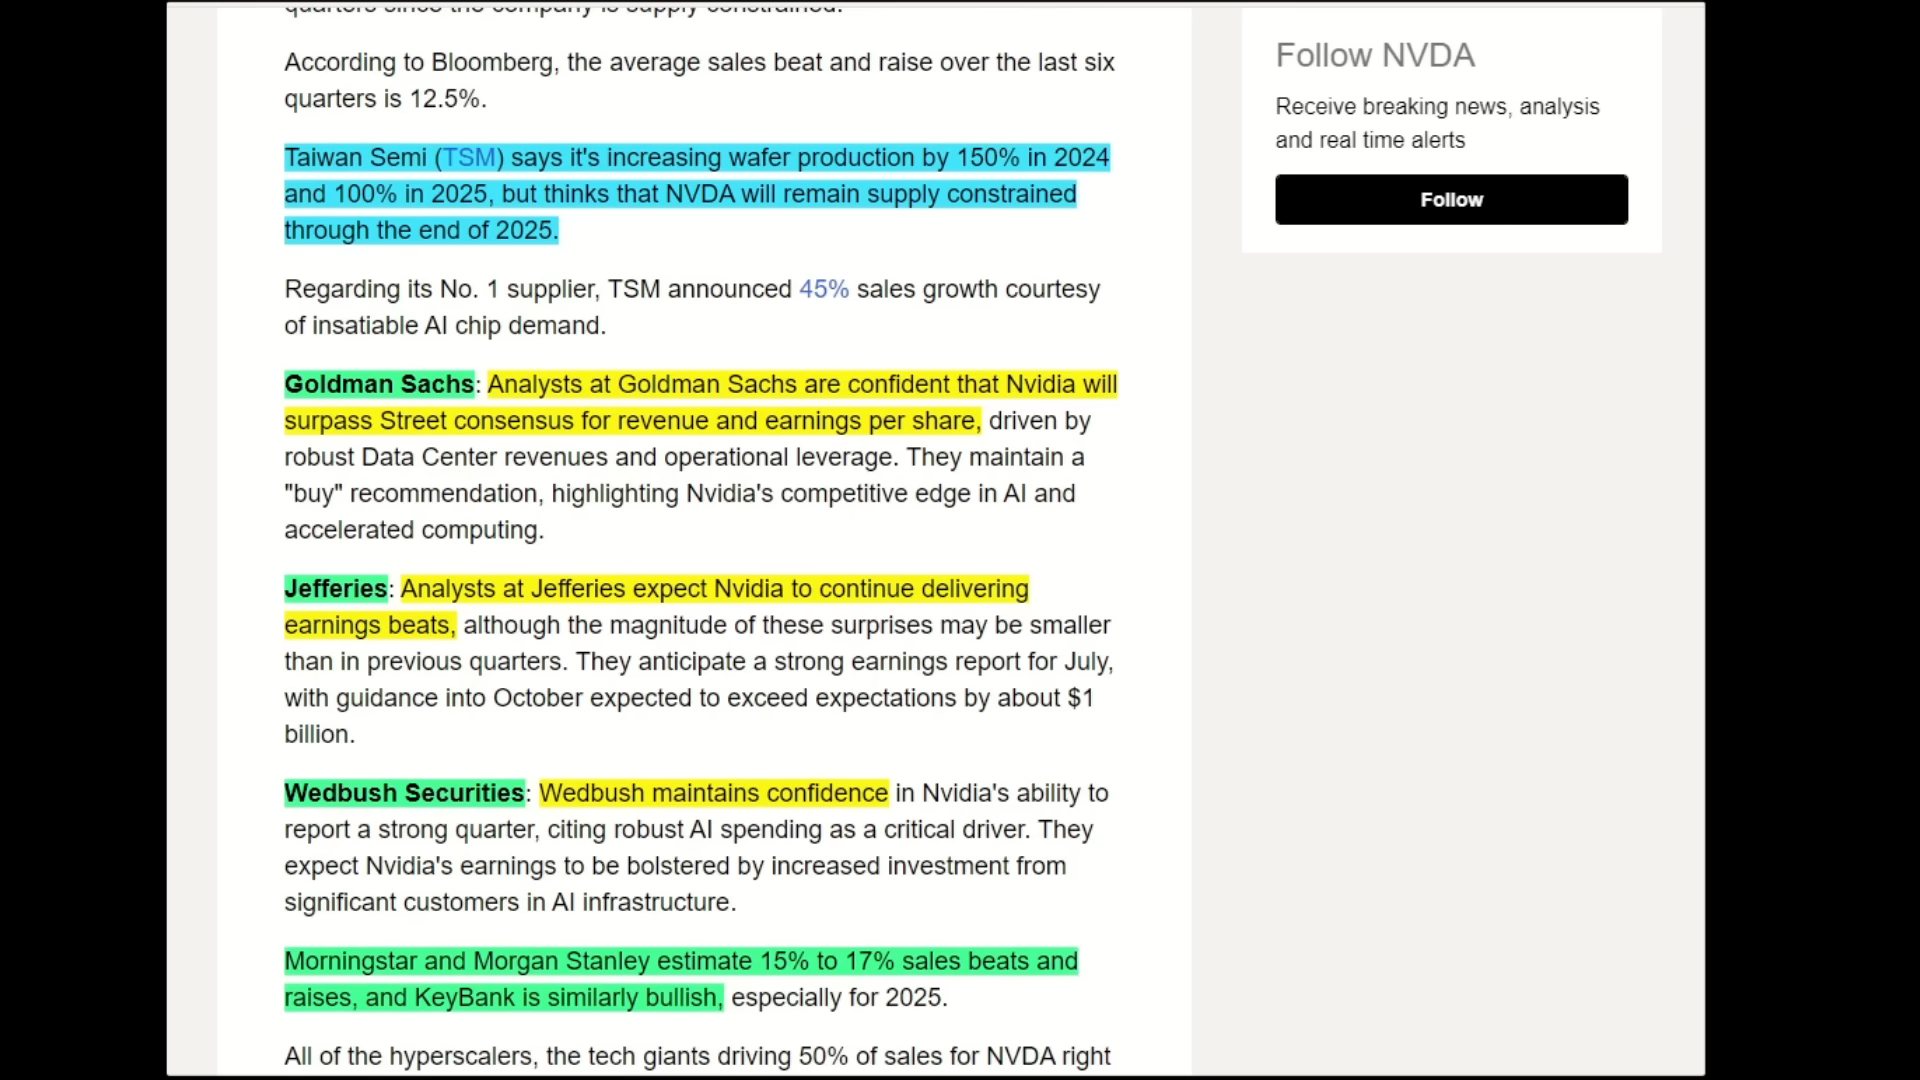 quarters since the company is supply constrained.
According to Bloomberg, the average sales beat and raise over the last six
quarters is 12.5%.
Taiwan Semi (TSM) says it's increasing wafer production by 150% in 2024
and 100% in 2025, but thinks that NVDA will remain supply constrained
through the end of 2025.
Regarding its No. 1 supplier, TSM announced 45% sales growth courtesy
of insatiable AI chip demand.
Goldman Sachs: Analysts at Goldman Sachs are confident that Nvidia will
surpass Street consensus for revenue and earnings per share, driven by
robust Data Center revenues and operational leverage. They maintain a
"buy" recommendation, highlighting Nvidia's competitive edge in AI and
accelerated computing.
Jefferies: Analysts at Jefferies expect Nvidia to continue delivering
earnings beats, although the magnitude of these surprises may be smaller
than in previous quarters. They anticipate a strong earnings report for July,
with guidance into October expected to exceed expectations by about $1
billion.
Wedbush Securities: Wedbush maintains confidence in Nvidia's ability to
report a strong quarter, citing robust AI spending as a critical driver. They
expect Nvidia's earnings to be bolstered by increased investment from
significant customers in AI infrastructure.
Morningstar and Morgan Stanley estimate 15% to 17% sales beats and
raises, and KeyBank is similarly bullish, especially for 2025.
All of the hyperscalers, the tech giants driving 50% of sales for NVDA right
Follow NVDA
Receive breaking news, analysis
and real time alerts
Follow